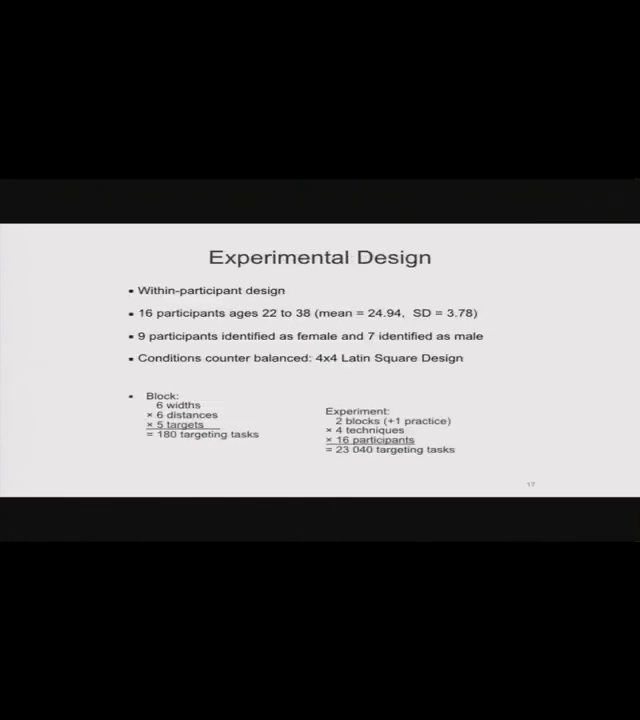 Experimental Design
▪ Within-participant design
▪ 16 participants ages 22 to 38 (mean = 24.94, SD = 3.78)
▪ 9 participants identified as female and 7 identified as male
▪ Conditions counter balanced: 4x4 Latin Square Design
▪ Block:
6 widths
× 6 distances
× 5 targets
= 180 targeting tasks
Experiment:
2 blocks (+1 practice)
× 4 techniques
× 16 participants
= 23 040 targeting tasks
17